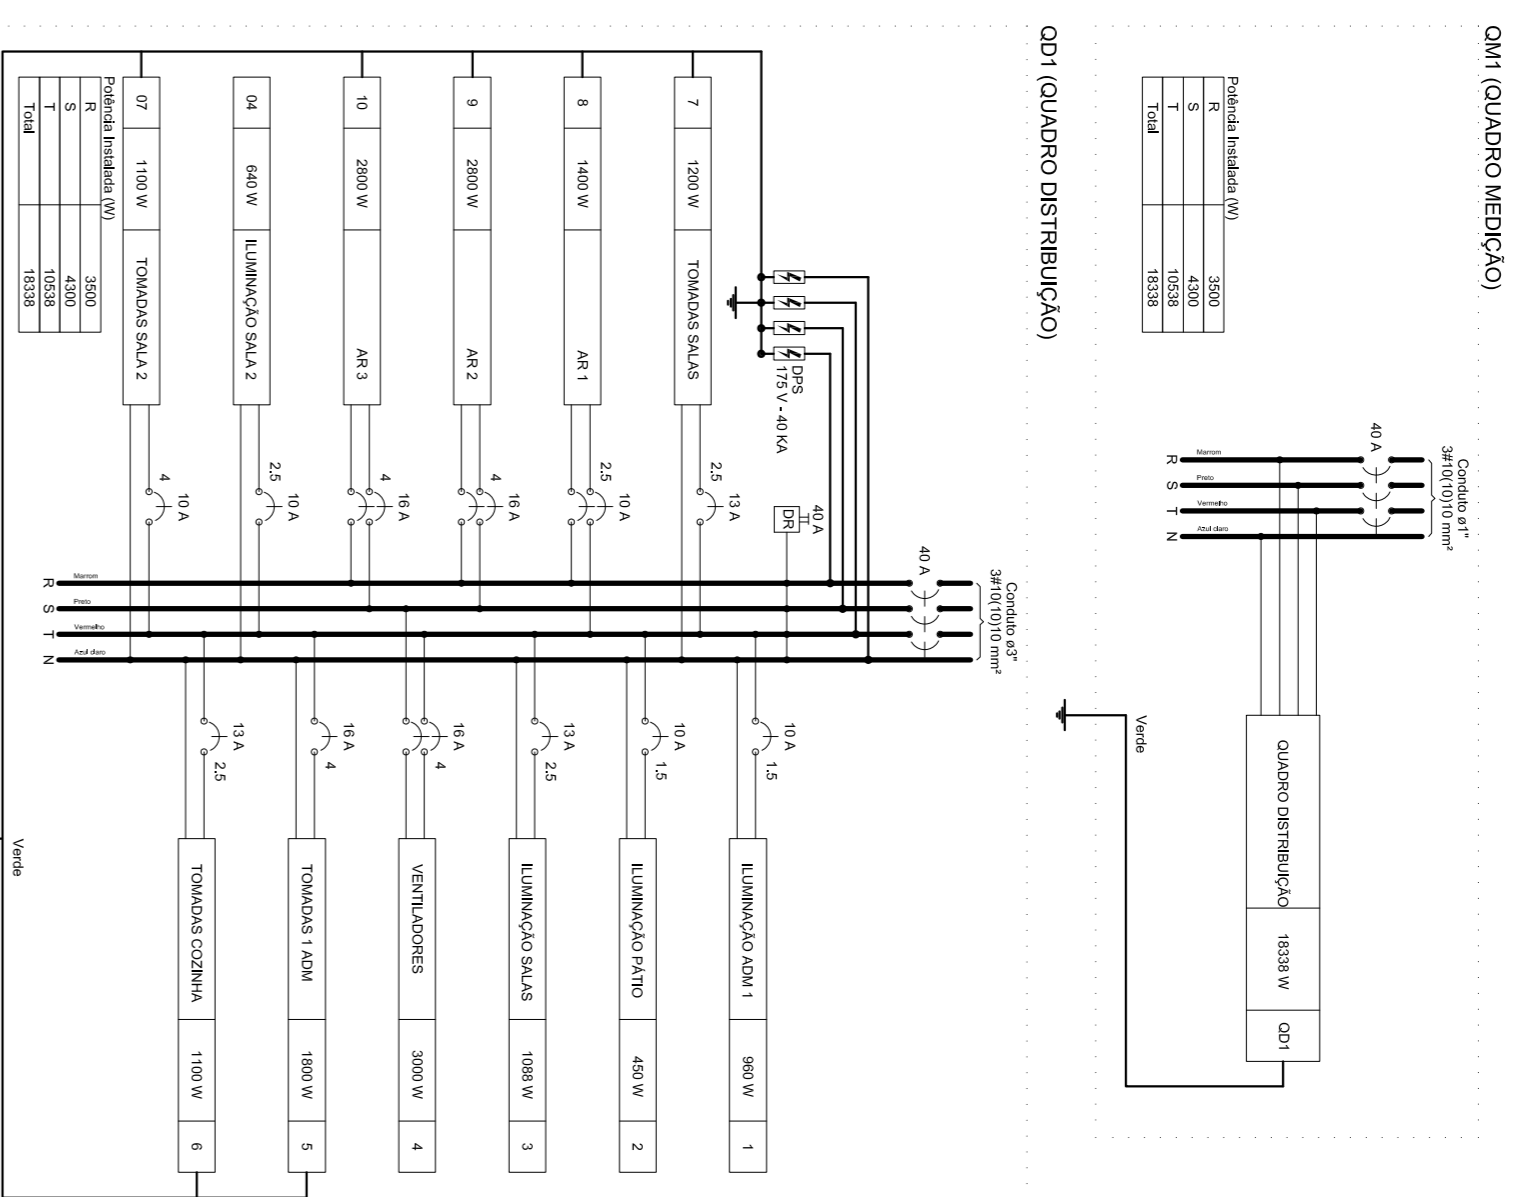 QM1 (QUADRO MEDIÇÃO)
Potência Instalada (W)
R 3500
S 4300
T 10538
Total 18338
Conduto ø1"
3#10(10)10 mm²
40 A
Marrom
R
Preto
S
Vermelho
T
Azul claro
N
QUADRO DISTRIBUIÇÃO 18338 W QD1
Verde
QD1 (QUADRO DISTRIBUIÇÃO)
DPS
175 V - 40 KA
40 A
DR
Conduto ø3"
3#10(10)10 mm²
40 A
7 1200 W TOMADAS SALAS
2.5 13 A
8 1400 W AR 1
2.5 10 A
9 2800 W AR 2
4 16 A
10 2800 W AR 3
4 16 A
04 640 W ILUMINAÇÃO SALA 2
2.5 10 A
07 1100 W TOMADAS SALA 2
4 10 A
Marrom
R
Preto
S
Vermelho
T
Azul claro
N
10 A 1.5
ILUMINAÇÃO ADM 1 960 W 1
10 A 1.5
ILUMINAÇÃO PÁTIO 450 W 2
13 A 2.5
ILUMINAÇÃO SALAS 1088 W 3
16 A 4
VENTILADORES 3000 W 4
16 A 4
TOMADAS 1 ADM 1800 W 5
13 A 2.5
TOMADAS COZINHA 1100 W 6
Potência Instalada (W)
R 3500
S 4300
T 10538
Total 18338
Verde